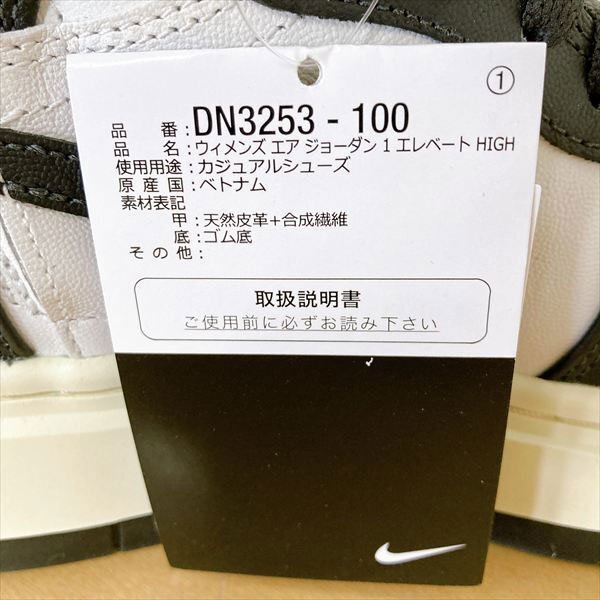 ①
品番:DN3253 - 100
品名:ウィメンズ エア ジョーダン 1 エレベート HIGH
使用用途:カジュアルシューズ
原産国:ベトナム
素材表記
甲:天然皮革+合成繊維
底:ゴム底
その他:
取扱説明書
ご使用前に必ずお読み下さい